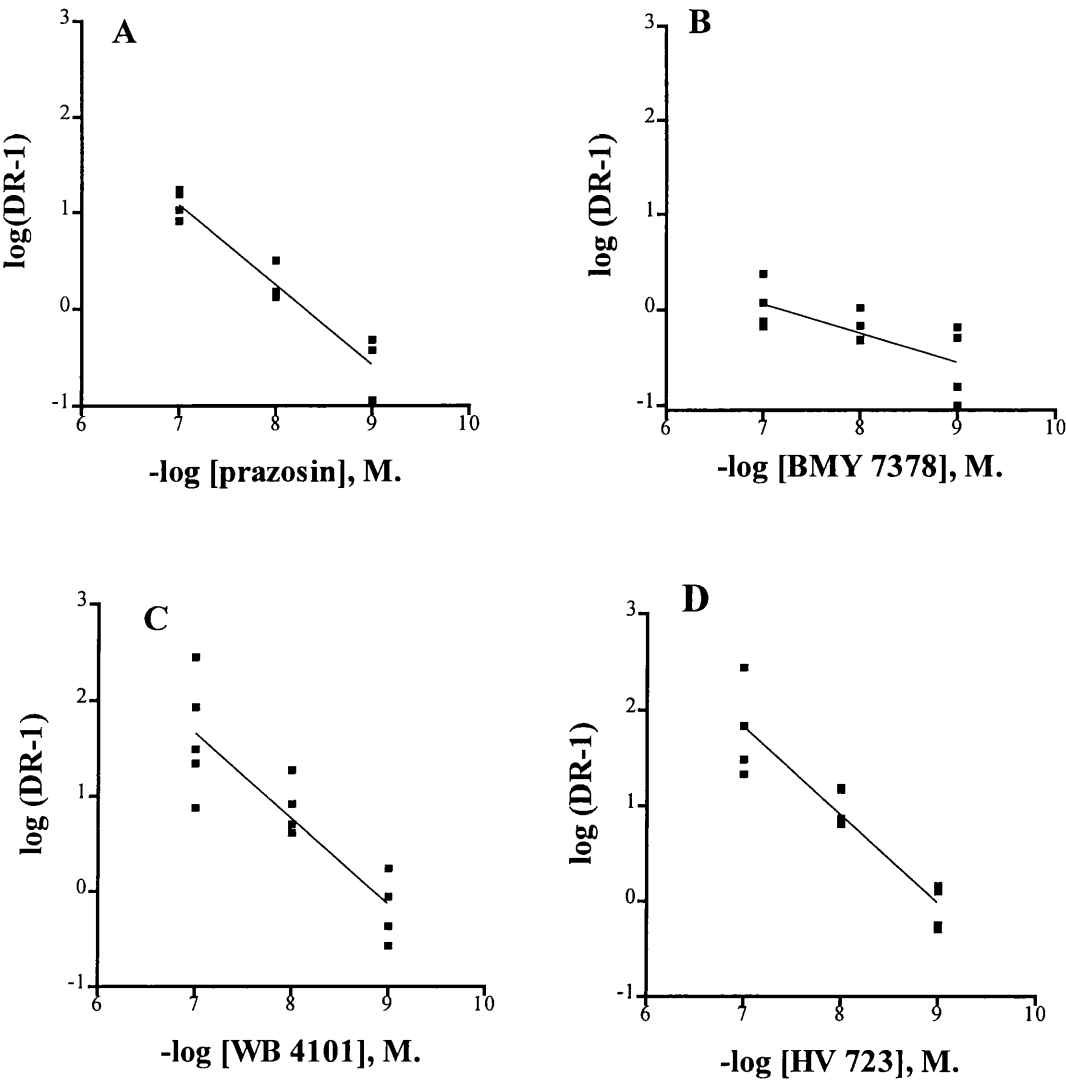 A
log(DR-1)
3
2
1
0
-1
6 7 8 9 10
-log [prazosin], M.
B
log (DR-1)
3
2
1
0
-1
6 7 8 9 10
-log [BMY 7378], M.
C
log (DR-1)
3
2
1
0
-1
6 7 8 9 10
-log [WB 4101], M.
D
log (DR-1)
3
2
1
0
-1
6 7 8 9 10
-log [HV 723], M.